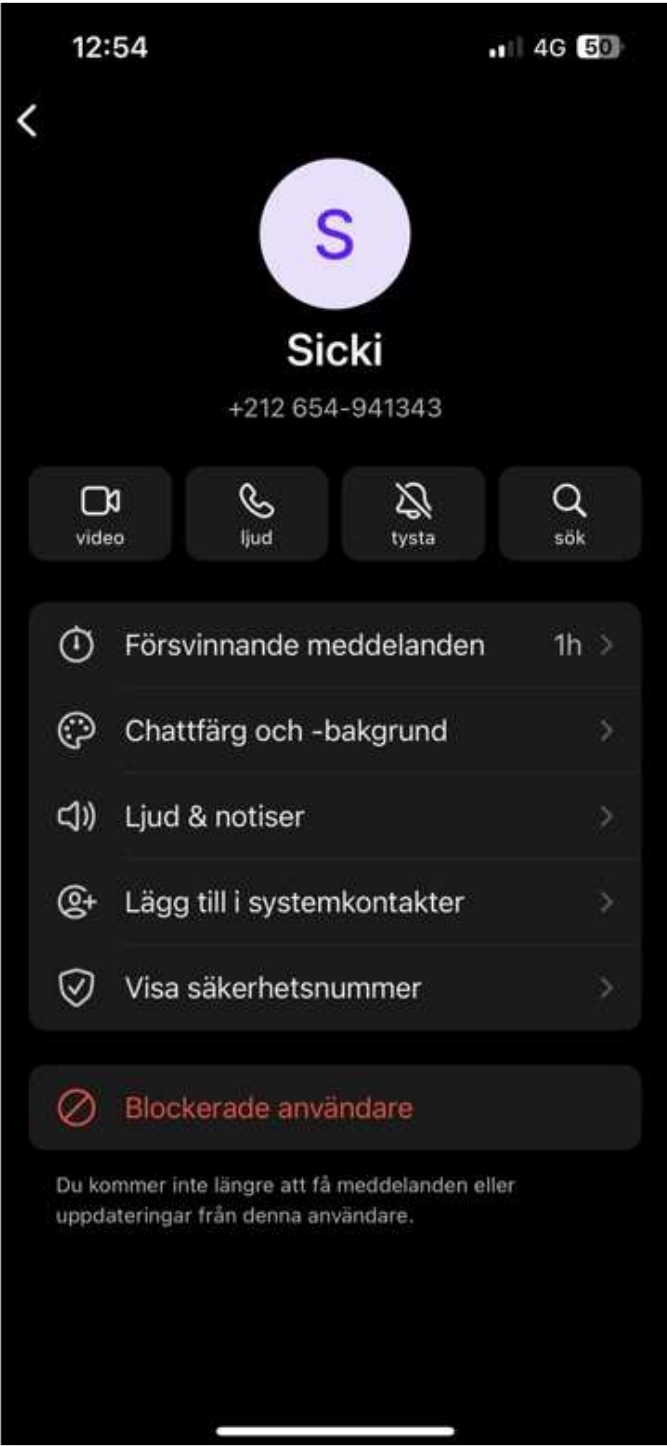 12:54
4G 50
S
Sicki
+212 654-941343
video ljud tysta sök
Försvinnande meddelanden 1h
Chattfärg och -bakgrund
Ljud & notiser
Lägg till i systemkontakter
Visa säkerhetsnummer
Blockerade användare
Du kommer inte längre att få meddelanden eller
uppdateringar från denna användare.